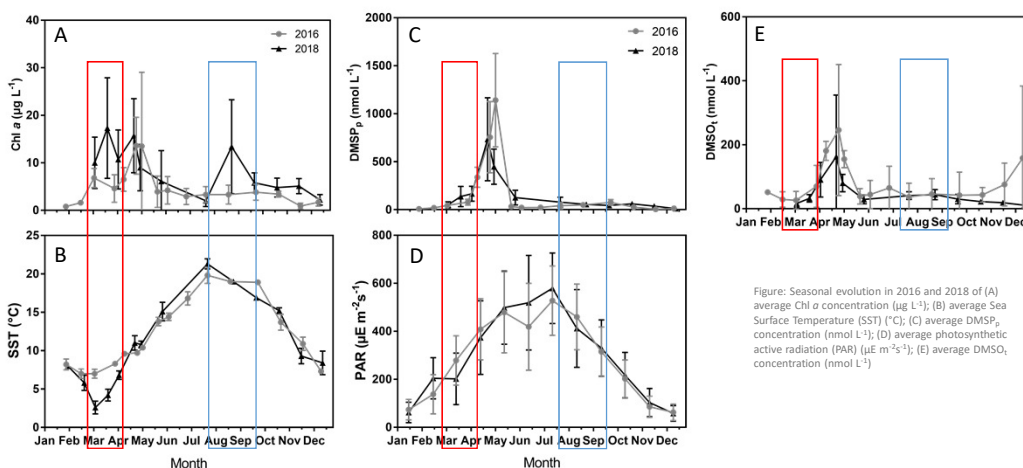 A
2016
2018
Chl a (µg L⁻¹)
40
30
20
10
0
B
SST (°C)
25
20
15
10
5
0
Jan Feb Mar Apr May Jun Jul Aug Sep Oct Nov Dec
Month
C
2016
2018
DMSPp (nmol L⁻¹)
2000
1500
1000
500
0
D
PAR (µE m⁻²s⁻¹)
800
600
400
200
0
Jan Feb Mar Apr May Jun Jul Aug Sep Oct Nov Dec
Month
E
DMSOt (nmol L⁻¹)
600
400
200
0
Jan Feb Mar Apr May Jun Jul Aug Sep Oct Nov Dec
Figure: Seasonal evolution in 2016 and 2018 of (A)
average Chl a concentration (µg L⁻¹); (B) average Sea
Surface Temperature (SST) (°C); (C) average DMSPp
concentration (nmol L⁻¹); (D) average photosynthetic
active radiation (PAR) (µE m⁻²s⁻¹); (E) average DMSOt
concentration (nmol L⁻¹)